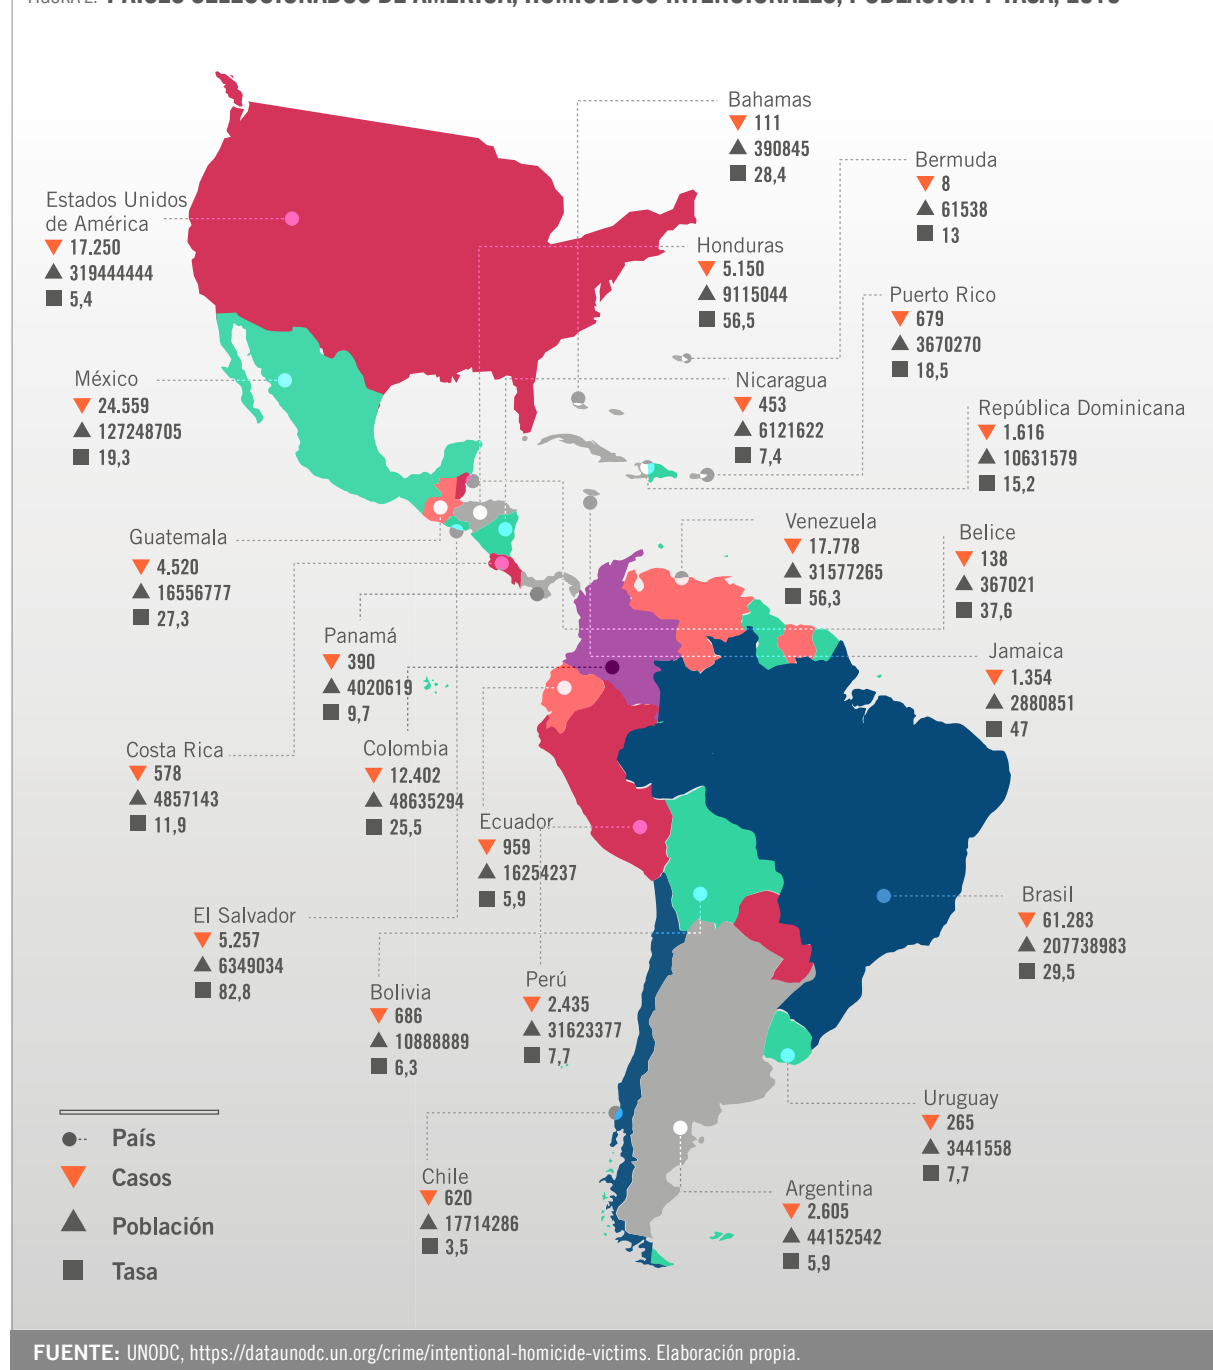 Bahamas
111
390845
28,4
Bermuda
8
61538
13
Estados Unidos
de América
17.250
319444444
5,4
Honduras
5.150
9115044
56,5
Puerto Rico
679
3670270
18,5
México
24.559
127248705
19,3
Nicaragua
453
6121622
7,4
República Dominicana
1.616
10631579
15,2
Guatemala
4.520
16556777
27,3
Venezuela
17.778
31577265
56,3
Belice
138
367021
37,6
Panamá
390
4020619
9,7
Jamaica
1.354
2880851
47
Costa Rica
578
4857143
11,9
Colombia
12.402
48635294
25,5
Ecuador
959
16254237
5,9
El Salvador
5.257
6349034
82,8
Brasil
61.283
207738983
29,5
Bolivia
686
10888889
6,3
Perú
2.435
31623377
7,7
Uruguay
265
3441558
7,7
Chile
620
17714286
3,5
Argentina
2.605
44152542
5,9
País
Casos
Población
Tasa
FUENTE: UNODC, https://dataunodc.un.org/crime/intentional-homicide-victims. Elaboración propia.